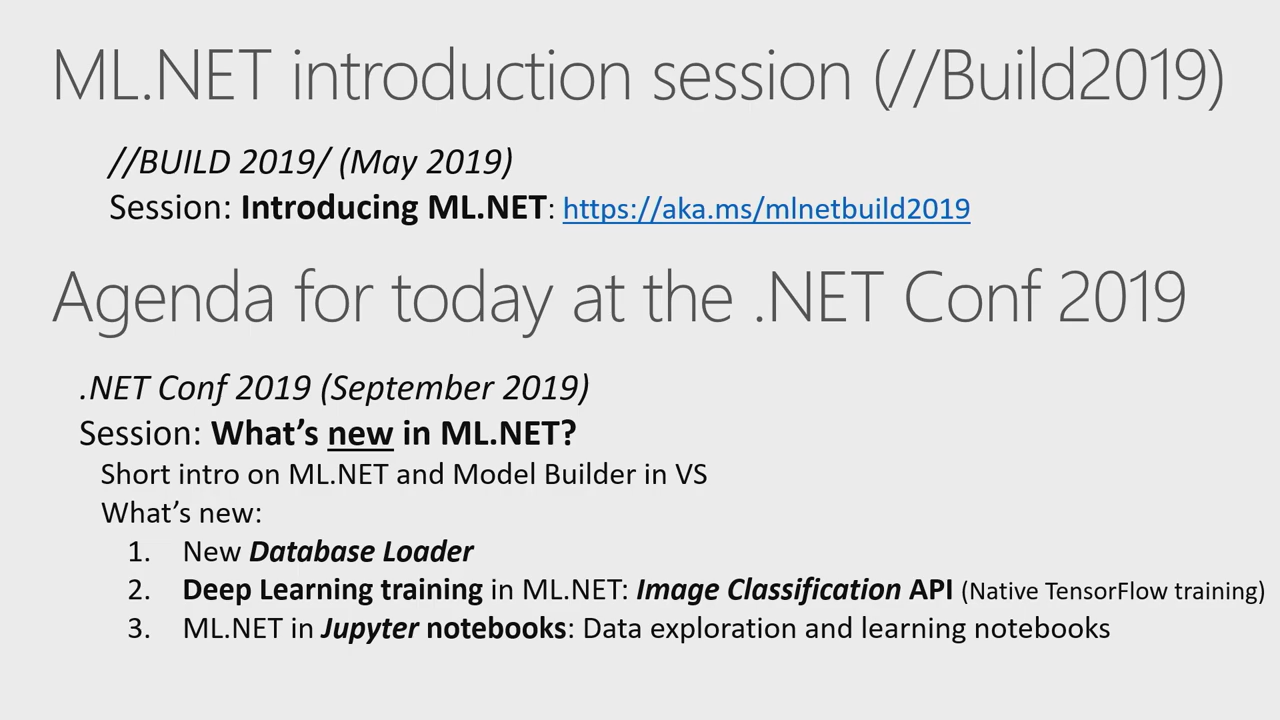 ML.NET introduction session (//Build2019)
//BUILD 2019/ (May 2019)
Session: Introducing ML.NET: https://aka.ms/mlnetbuild2019
Agenda for today at the .NET Conf 2019
.NET Conf 2019 (September 2019)
Session: What’s new in ML.NET?
Short intro on ML.NET and Model Builder in VS
What’s new:
1. New Database Loader
2. Deep Learning training in ML.NET: Image Classification API (Native TensorFlow training)
3. ML.NET in Jupyter notebooks: Data exploration and learning notebooks